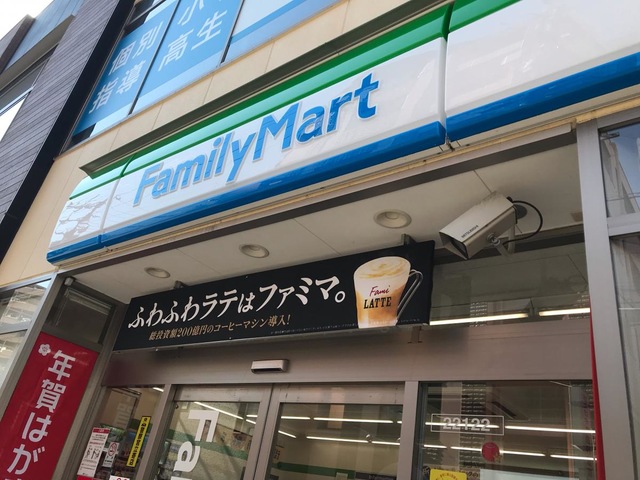 個別
指導
小
高生
FamilyMart
ふわふわラテはファミマ。
総投資額200億円のコーヒーマシン導入!
Fami
LATTE
年賀はが
Fa
22122